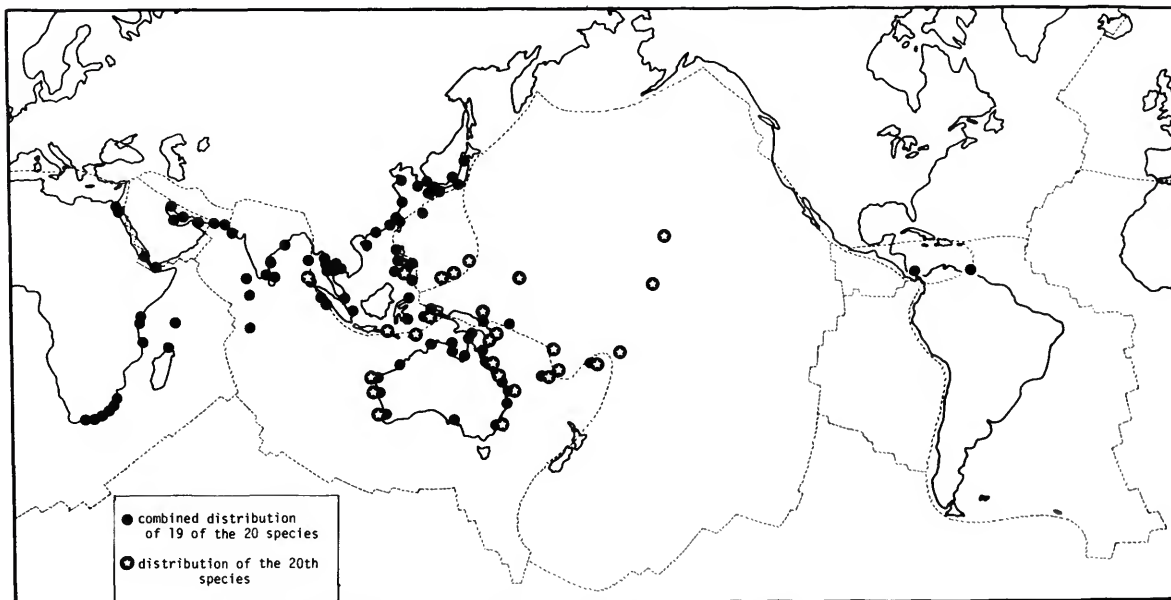 combined distribution
of 19 of the 20 species
distribution of the 20th
species